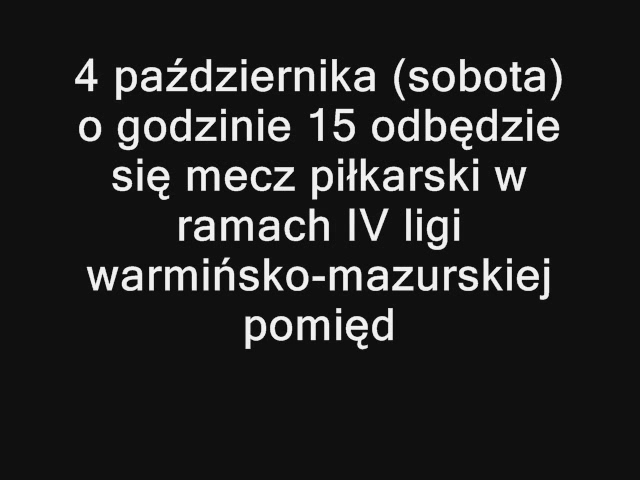 4 października (sobota)
o godzinie 15 odbędzie
się mecz piłkarski w
ramach IV ligi
warmińsko-mazurskiej
pomięd